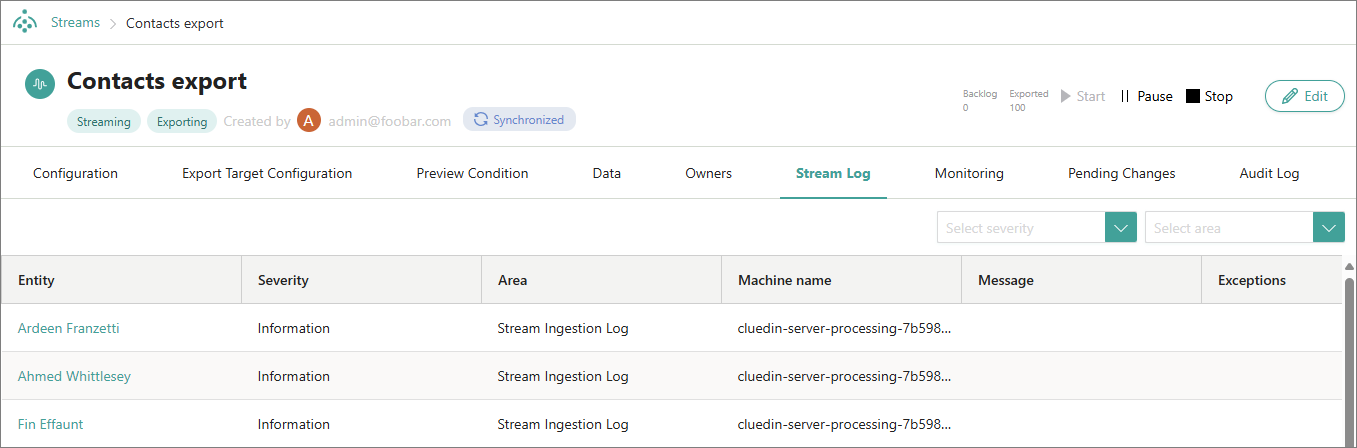 Streams > Contacts export
Contacts export
Backlog Exported Start Pause Stop Edit
0 100
Streaming Exporting Created by A admin@foobar.com Synchronized
Configuration Export Target Configuration Preview Condition Data Owners Stream Log Monitoring Pending Changes Audit Log
Select severity Select area
Entity Severity Area Machine name Message Exceptions
Ardeen Franzetti Information Stream Ingestion Log cluedin-server-processing-7b598...
Ahmed Whittlesey Information Stream Ingestion Log cluedin-server-processing-7b598...
Fin Effaunt Information Stream Ingestion Log cluedin-server-processing-7b598...